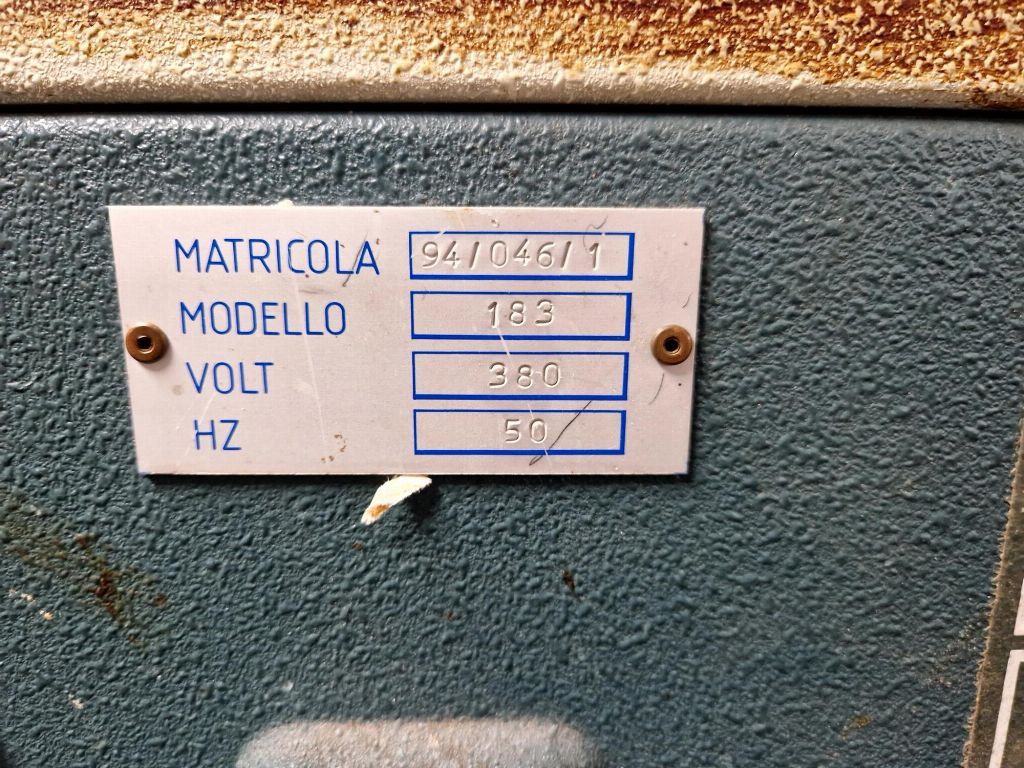 MATRICOLA 94/046/1
MODELLO 183
VOLT 380
HZ 50